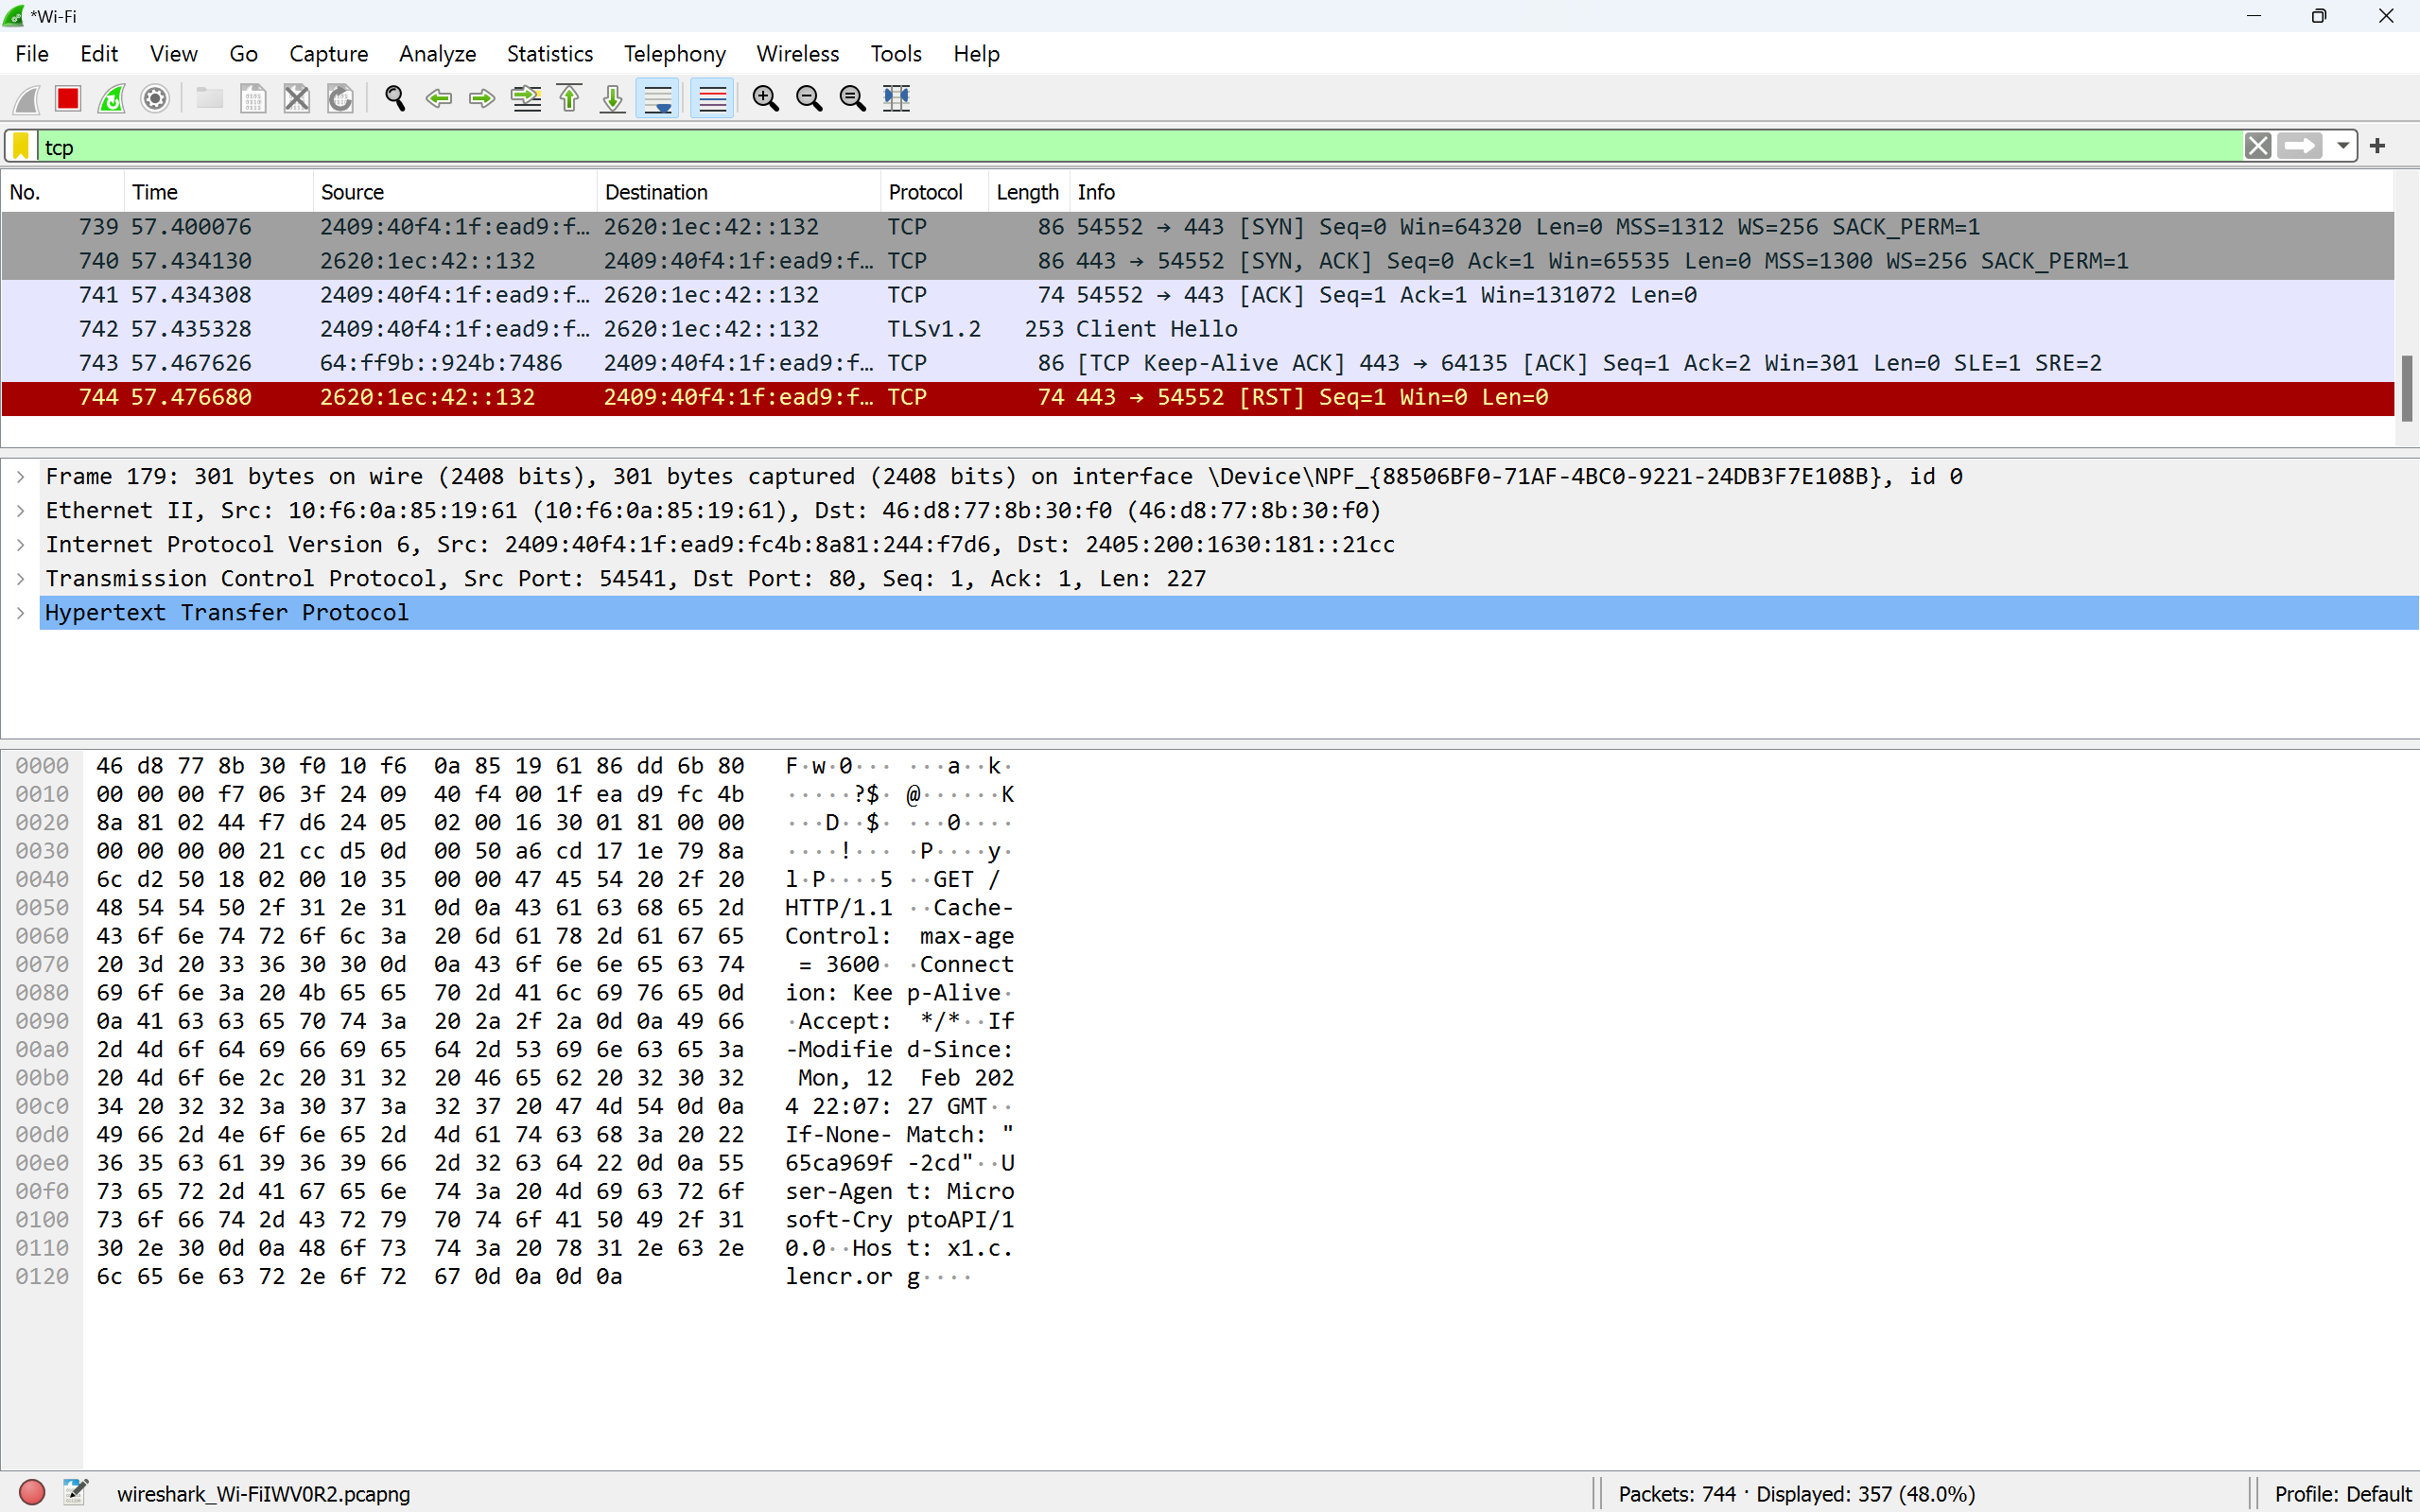 *Wi-Fi
File Edit View Go Capture Analyze Statistics Telephony Wireless Tools Help
tcp
No. Time Source Destination Protocol Length Info
739 57.400076 2409:40f4:1f:ead9:f… 2620:1ec:42::132 TCP 86 54552 → 443 [SYN] Seq=0 Win=64320 Len=0 MSS=1312 WS=256 SACK_PERM=1
740 57.434130 2620:1ec:42::132 2409:40f4:1f:ead9:f… TCP 86 443 → 54552 [SYN, ACK] Seq=0 Ack=1 Win=65535 Len=0 MSS=1300 WS=256 SACK_PERM=1
741 57.434308 2409:40f4:1f:ead9:f… 2620:1ec:42::132 TCP 74 54552 → 443 [ACK] Seq=1 Ack=1 Win=131072 Len=0
742 57.435328 2409:40f4:1f:ead9:f… 2620:1ec:42::132 TLSv1.2 253 Client Hello
743 57.467626 64:ff9b::924b:7486 2409:40f4:1f:ead9:f… TCP 86 [TCP Keep-Alive ACK] 443 → 64135 [ACK] Seq=1 Ack=2 Win=301 Len=0 SLE=1 SRE=2
744 57.476680 2620:1ec:42::132 2409:40f4:1f:ead9:f… TCP 74 443 → 54552 [RST] Seq=1 Win=0 Len=0
Frame 179: 301 bytes on wire (2408 bits), 301 bytes captured (2408 bits) on interface \Device\NPF_{88506BF0-71AF-4BC0-9221-24DB3F7E108B}, id 0
Ethernet II, Src: 10:f6:0a:85:19:61 (10:f6:0a:85:19:61), Dst: 46:d8:77:8b:30:f0 (46:d8:77:8b:30:f0)
Internet Protocol Version 6, Src: 2409:40f4:1f:ead9:fc4b:8a81:244:f7d6, Dst: 2405:200:1630:181::21cc
Transmission Control Protocol, Src Port: 54541, Dst Port: 80, Seq: 1, Ack: 1, Len: 227
Hypertext Transfer Protocol
0000 46 d8 77 8b 30 f0 10 f6 0a 85 19 61 86 dd 6b 80 F·w·0··· ···a··k·
0010 00 00 00 f7 06 3f 24 09 40 f4 00 1f ea d9 fc 4b ·····?$· @······K
0020 8a 81 02 44 f7 d6 24 05 02 00 16 30 01 81 00 00 ···D··$· ···0····
0030 00 00 00 00 21 cc d5 0d 00 50 a6 cd 17 1e 79 8a ····!··· ·P····y·
0040 6c d2 50 18 02 00 10 35 00 00 47 45 54 20 2f 20 l·P····5 ··GET /
0050 48 54 54 50 2f 31 2e 31 0d 0a 43 61 63 68 65 2d HTTP/1.1 ··Cache-
0060 43 6f 6e 74 72 6f 6c 3a 20 6d 61 78 2d 61 67 65 Control: max-age
0070 20 3d 20 33 36 30 30 0d 0a 43 6f 6e 6e 65 63 74 = 3600· ·Connect
0080 69 6f 6e 3a 20 4b 65 65 70 2d 41 6c 69 76 65 0d ion: Kee p-Alive·
0090 0a 41 63 63 65 70 74 3a 20 2a 2f 2a 0d 0a 49 66 ·Accept: */*··If
00a0 2d 4d 6f 64 69 66 69 65 64 2d 53 69 6e 63 65 3a -Modifie d-Since:
00b0 20 4d 6f 6e 2c 20 31 32 20 46 65 62 20 32 30 32 Mon, 12 Feb 202
00c0 34 20 32 32 3a 30 37 3a 32 37 20 47 4d 54 0d 0a 4 22:07: 27 GMT··
00d0 49 66 2d 4e 6f 6e 65 2d 4d 61 74 63 68 3a 20 22 If-None- Match: "
00e0 36 35 63 61 39 36 39 66 2d 32 63 64 22 0d 0a 55 65ca969f -2cd"··U
00f0 73 65 72 2d 41 67 65 6e 74 3a 20 4d 69 63 72 6f ser-Agen t: Micro
0100 73 6f 66 74 2d 43 72 79 70 74 6f 41 50 49 2f 31 soft-Cry ptoAPI/1
0110 30 2e 30 0d 0a 48 6f 73 74 3a 20 78 31 2e 63 2e 0.0··Hos t: x1.c.
0120 6c 65 6e 63 72 2e 6f 72 67 0d 0a 0d 0a lencr.or g····
wireshark_Wi-FiIWV0R2.pcapng Packets: 744 · Displayed: 357 (48.0%) Profile: Default